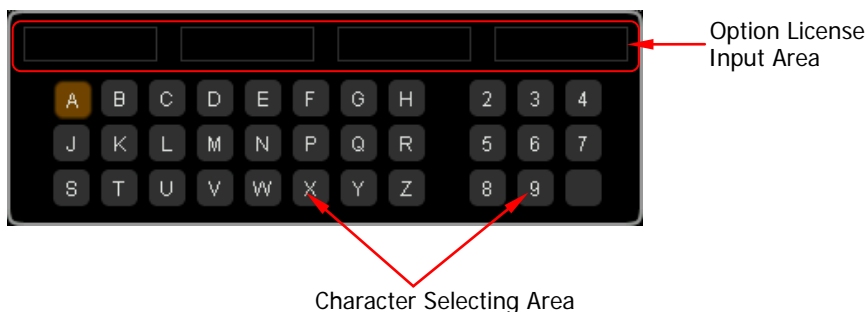 Option License
Input Area
A B C D E F G H 2 3 4
J K L M N P Q R 5 6 7
S T U V W X Y Z 8 9
Character Selecting Area